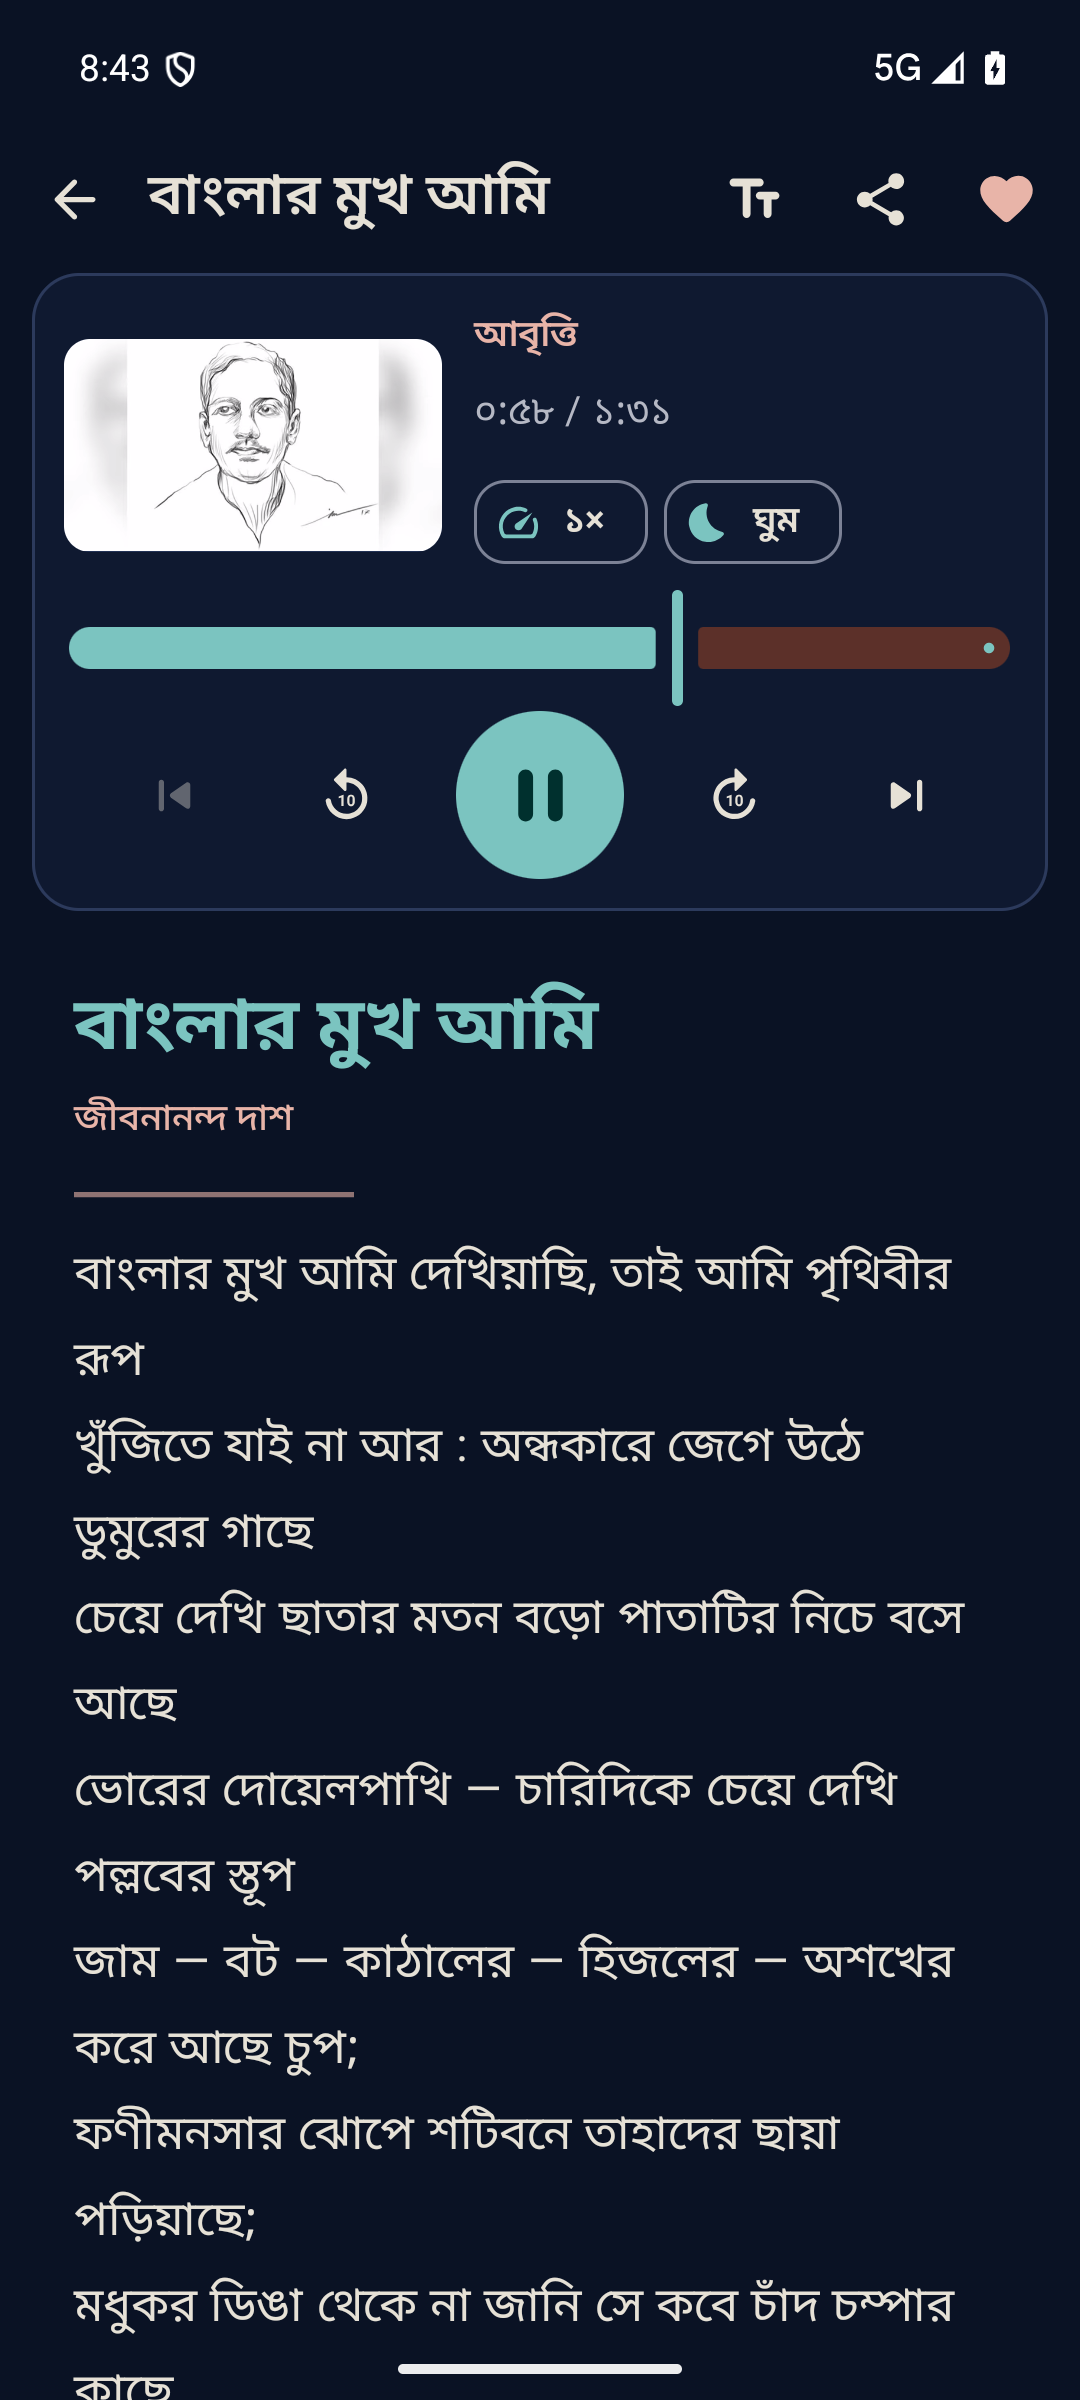 8:43
5G
বাংলার মুখ আমি
আবৃত্তি
০:৫৮ / ১:৩১
১×
ঘুম
10
10
বাংলার মুখ আমি
জীবনানন্দ দাশ
বাংলার মুখ আমি দেখিয়াছি, তাই আমি পৃথিবীর
রূপ
খুঁজিতে যাই না আর : অন্ধকারে জেগে উঠে
ডুমুরের গাছে
চেয়ে দেখি ছাতার মতন বড়ো পাতাটির নিচে বসে
আছে
ভোরের দোয়েলপাখি – চারিদিকে চেয়ে দেখি
পল্লবের স্তূপ
জাম – বট – কাঠালের – হিজলের – অশখের
করে আছে চুপ;
ফণীমনসার ঝোপে শটিবনে তাহাদের ছায়া
পড়িয়াছে;
মধুকর ডিঙা থেকে না জানি সে কবে চাঁদ চম্পার
কাছে